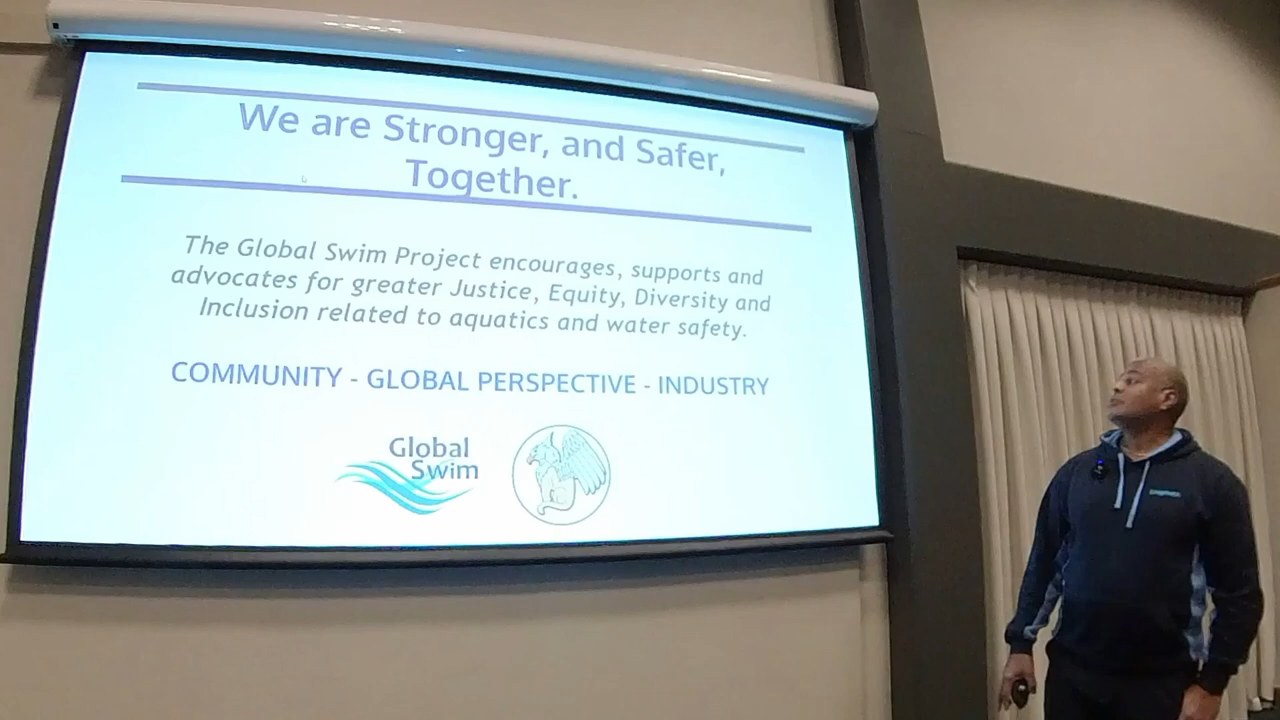 We are Stronger, and Safer,
Together.
The Global Swim Project encourages, supports and
advocates for greater Justice, Equity, Diversity and
Inclusion related to aquatics and water safety.
COMMUNITY - GLOBAL PERSPECTIVE - INDUSTRY
Global
Swim